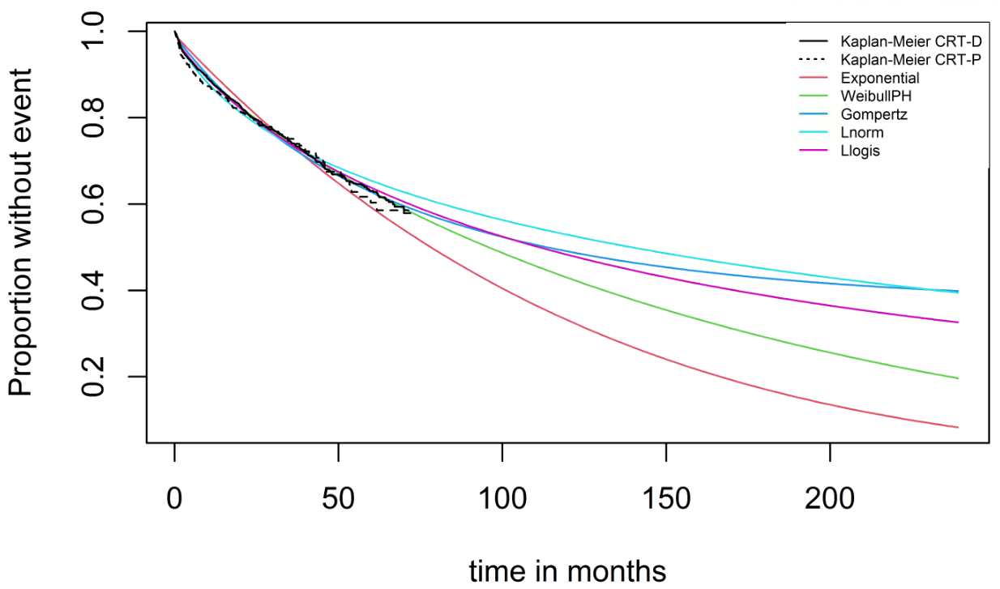 Proportion without event
1.0
0.8
0.6
0.4
0.2
Kaplan-Meier CRT-D
Kaplan-Meier CRT-P
Exponential
WeibullPH
Gompertz
Lnorm
Llogis
0 50 100 150 200
time in months